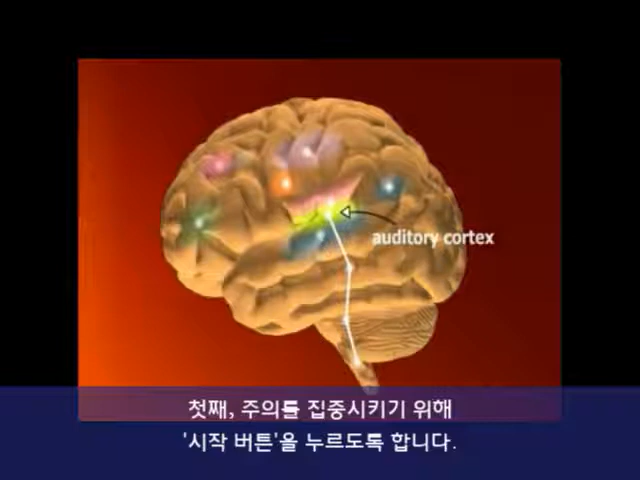 auditory cortex
첫째, 주의를 집중시키기 위해
'시작 버튼'을 누르도록 합니다.